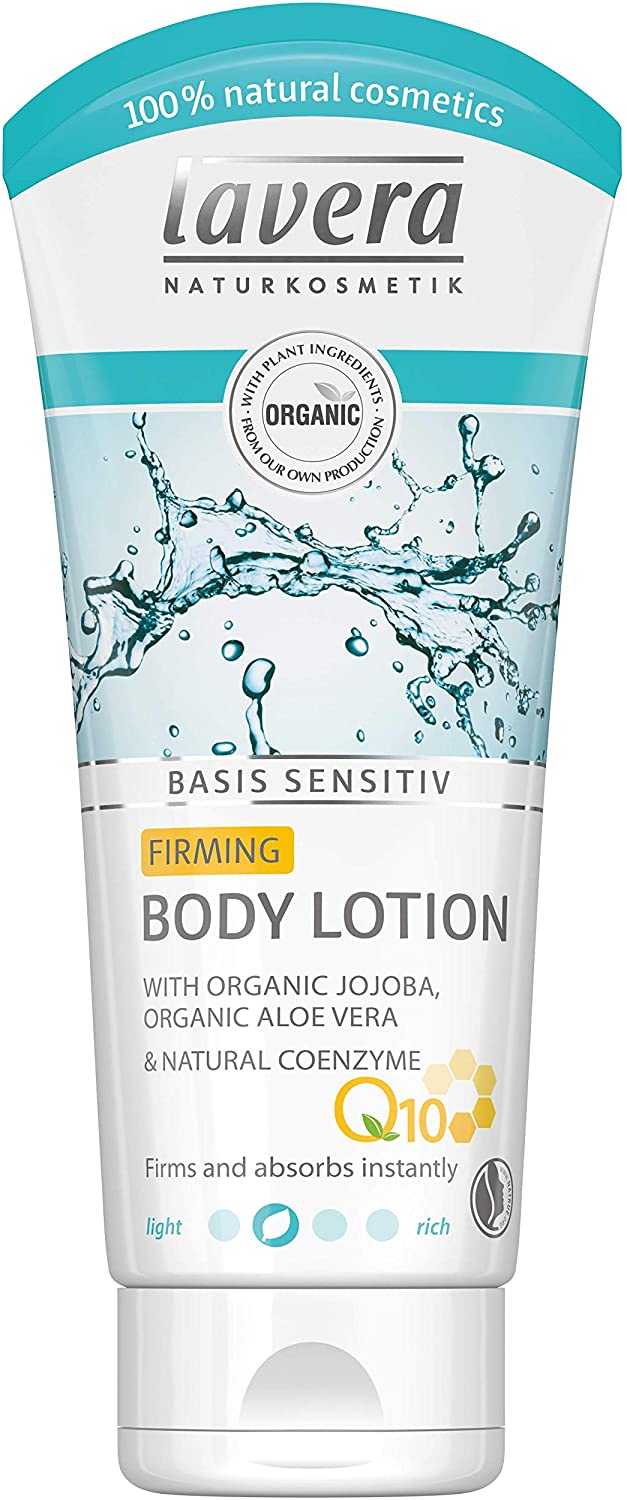 100% natural cosmetics
lavera
NATURKOSMETIK
· WITH PLANT INGREDIENTS ·
ORGANIC
FROM OUR OWN PRODUCTION
BASIS SENSITIV
FIRMING
BODY LOTION
WITH ORGANIC JOJOBA,
ORGANIC ALOE VERA
& NATURAL COENZYME
Q10
Firms and absorbs instantly
light
rich